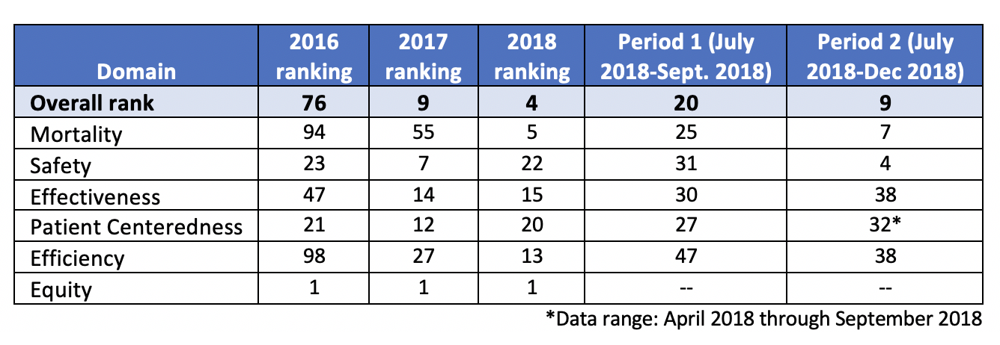 Domain 2016 ranking 2017 ranking 2018 ranking Period 1 (July 2018-Sept. 2018) Period 2 (July 2018-Dec 2018)
Overall rank 76 9 4 20 9
Mortality 94 55 5 25 7
Safety 23 7 22 31 4
Effectiveness 47 14 15 30 38
Patient Centeredness 21 12 20 27 32*
Efficiency 98 27 13 47 38
Equity 1 1 1 -- --
*Data range: April 2018 through September 2018